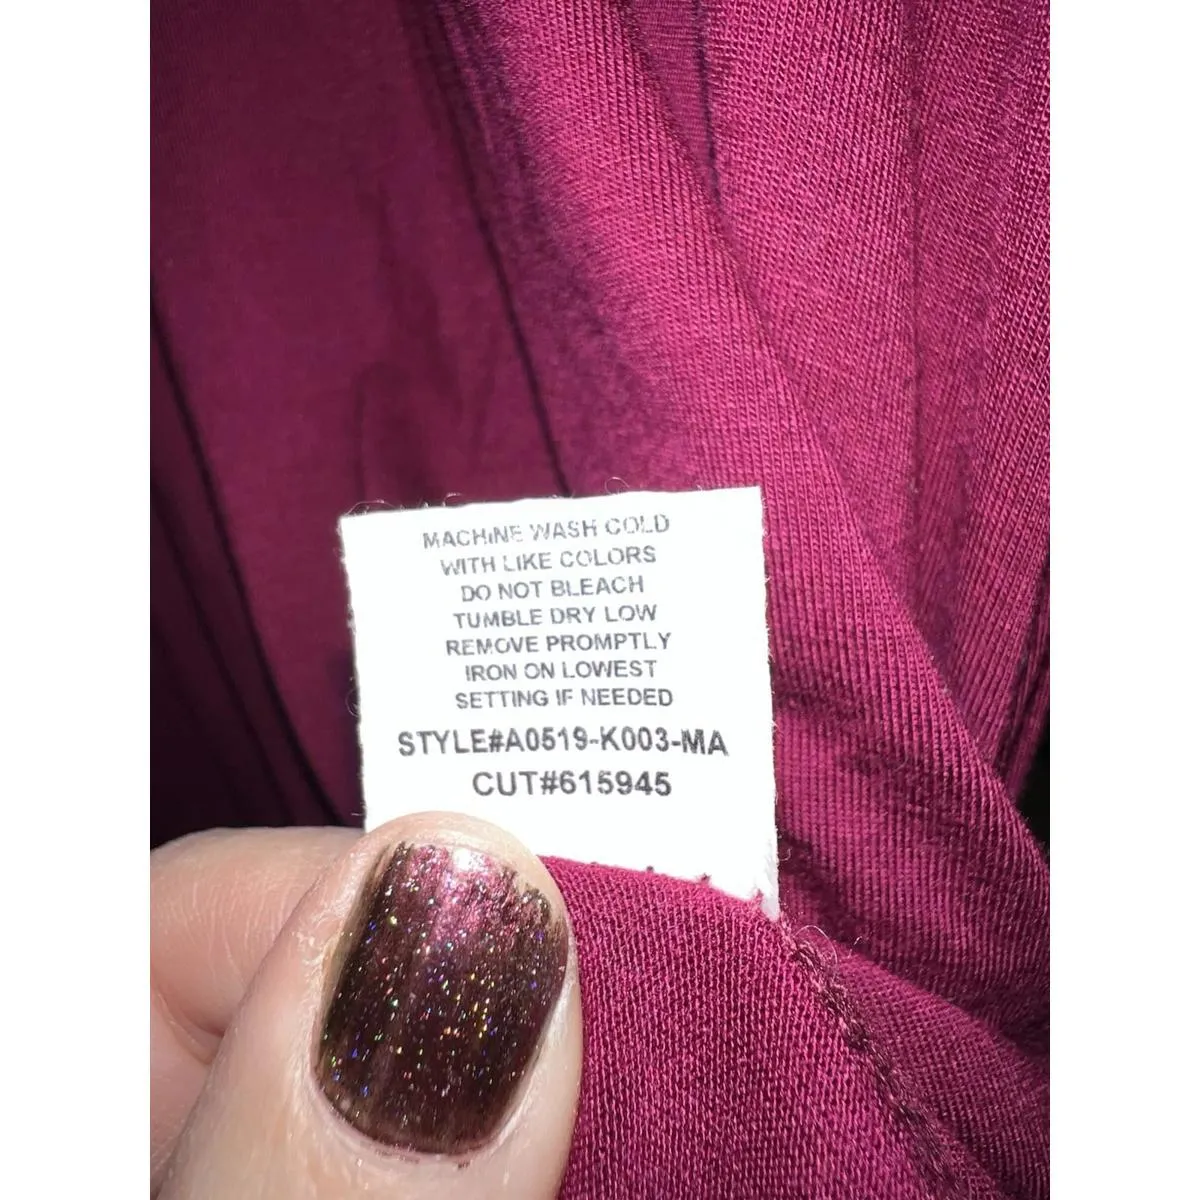 MACHINE WASH COLD
WITH LIKE COLORS
DO NOT BLEACH
TUMBLE DRY LOW
REMOVE PROMPTLY
IRON ON LOWEST
SETTING IF NEEDED
STYLE#A0519-K003-MA
CUT#615945